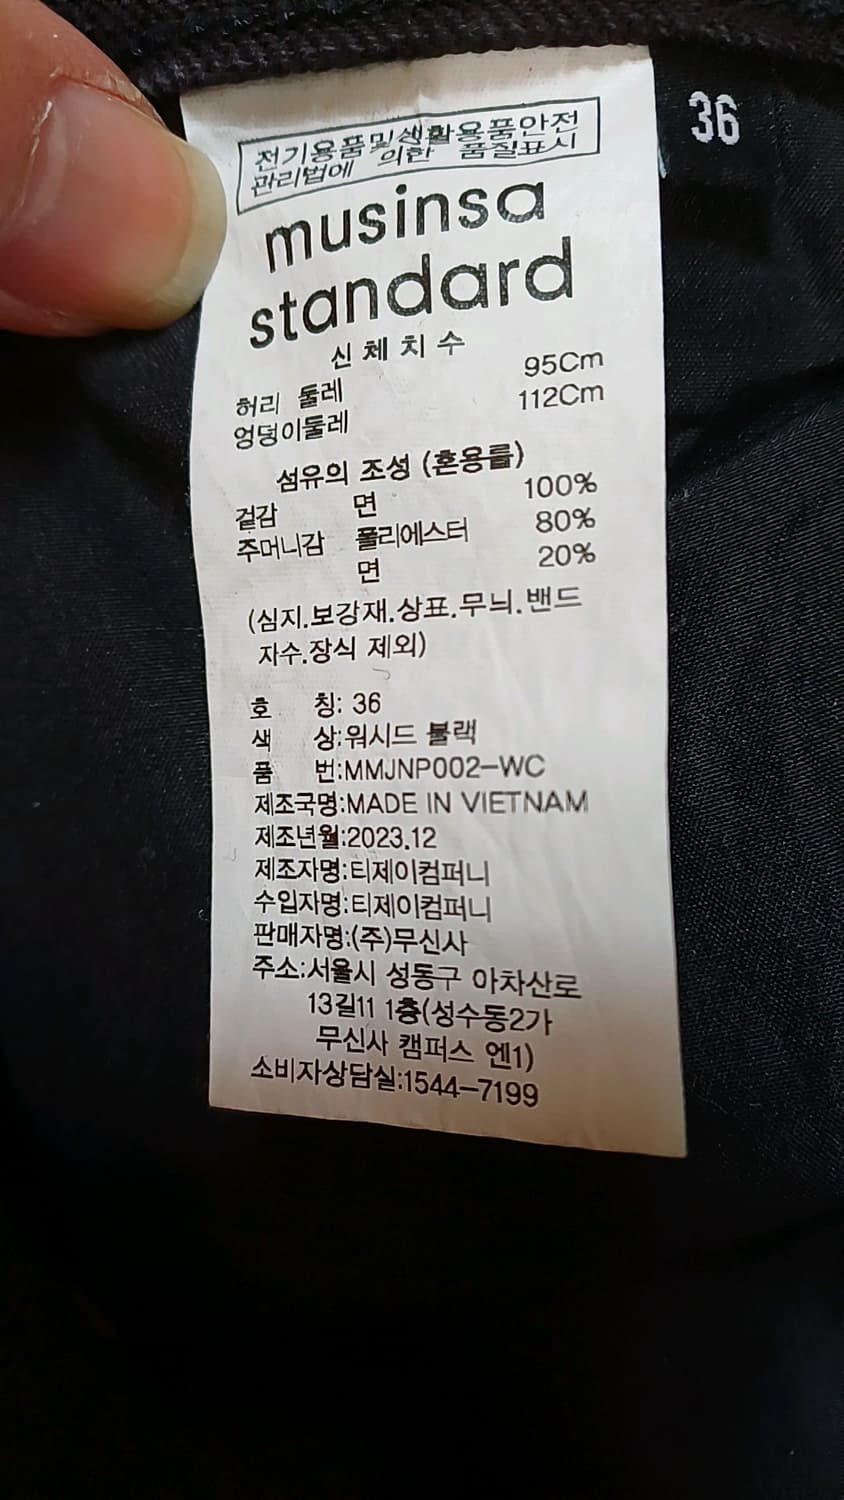 전기용품및생활용품안전
관리법에 의한 품질표시
36
musinsa
standard
신체치수
허리 둘레 95Cm
엉덩이둘레 112Cm
섬유의 조성 (혼용률)
겉감 면 100%
주머니감 폴리에스터 80%
면 20%
(심지.보강재.상표.무늬.밴드
자수.장식 제외)
호 칭: 36
색 상:워시드 블랙
품 번:MMJNP002-WC
제조국명:MADE IN VIETNAM
제조년월:2023.12
제조자명:티제이컴퍼니
수입자명:티제이컴퍼니
판매자명:(주)무신사
주소:서울시 성동구 아차산로
13길11 1층(성수동2가
무신사 캠퍼스 엔1)
소비자상담실:1544-7199